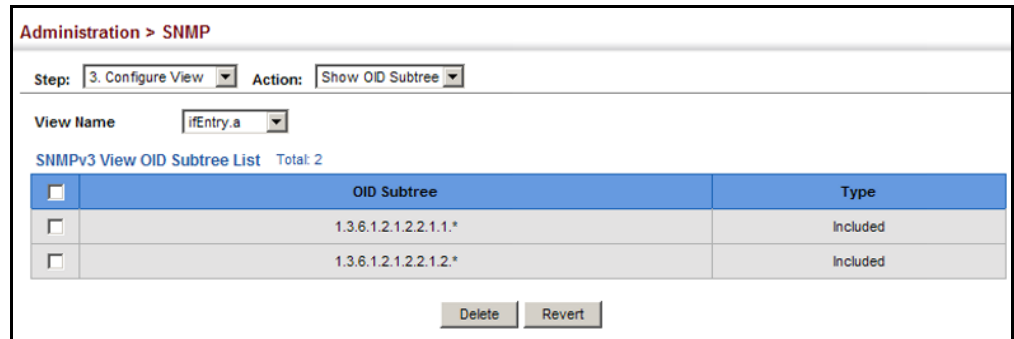 Administration > SNMP
Step: 3. Configure View Action: Show OID Subtree
View Name ifEntry.a
SNMPv3 View OID Subtree List Total: 2
OID Subtree Type
1.3.6.1.2.1.2.2.1.1.* Included
1.3.6.1.2.1.2.2.1.2.* Included
Delete Revert